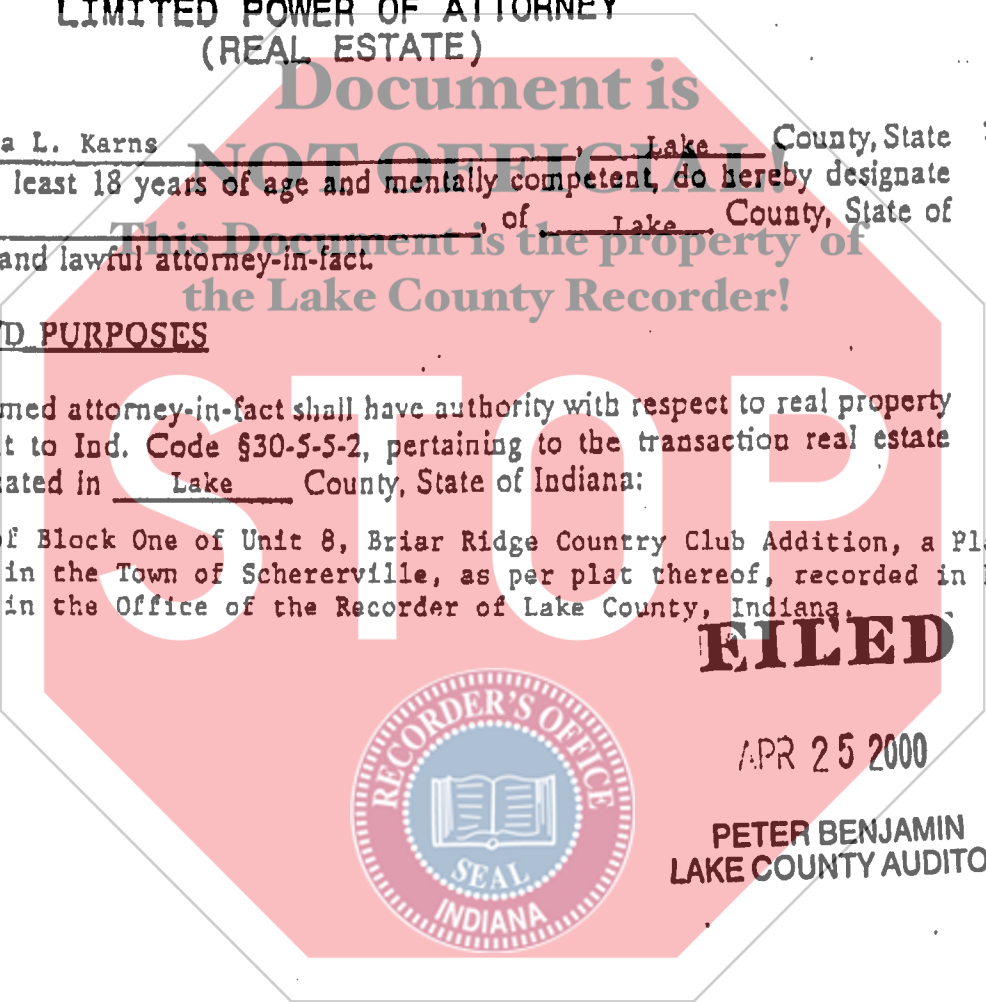 LIMITED POWER OF ATTORNEY
(REAL ESTATE)
Document is
NOT OFFICIAL!
This Document is the property of
the Lake County Recorder!
a L. Karns , Lake County, State
least 18 years of age and mentally competent, do hereby designate
, of Lake , County, State of
and lawful attorney-in-fact.
D PURPOSES
med attorney-in-fact shall have authority with respect to real property
t to Ind. Code §30-5-5-2, pertaining to the transaction real estate
ated in Lake County, State of Indiana:
of Block One of Unit 8, Briar Ridge Country Club Addition, a Pla
in the Town of Schererville, as per plat thereof, recorded in
in the Office of the Recorder of Lake County, Indiana.
STOP
FILED
APR 25 2000
PETER BENJAMIN
LAKE COUNTY AUDITO
RECORDER'S OFFICE
SEAL
INDIANA